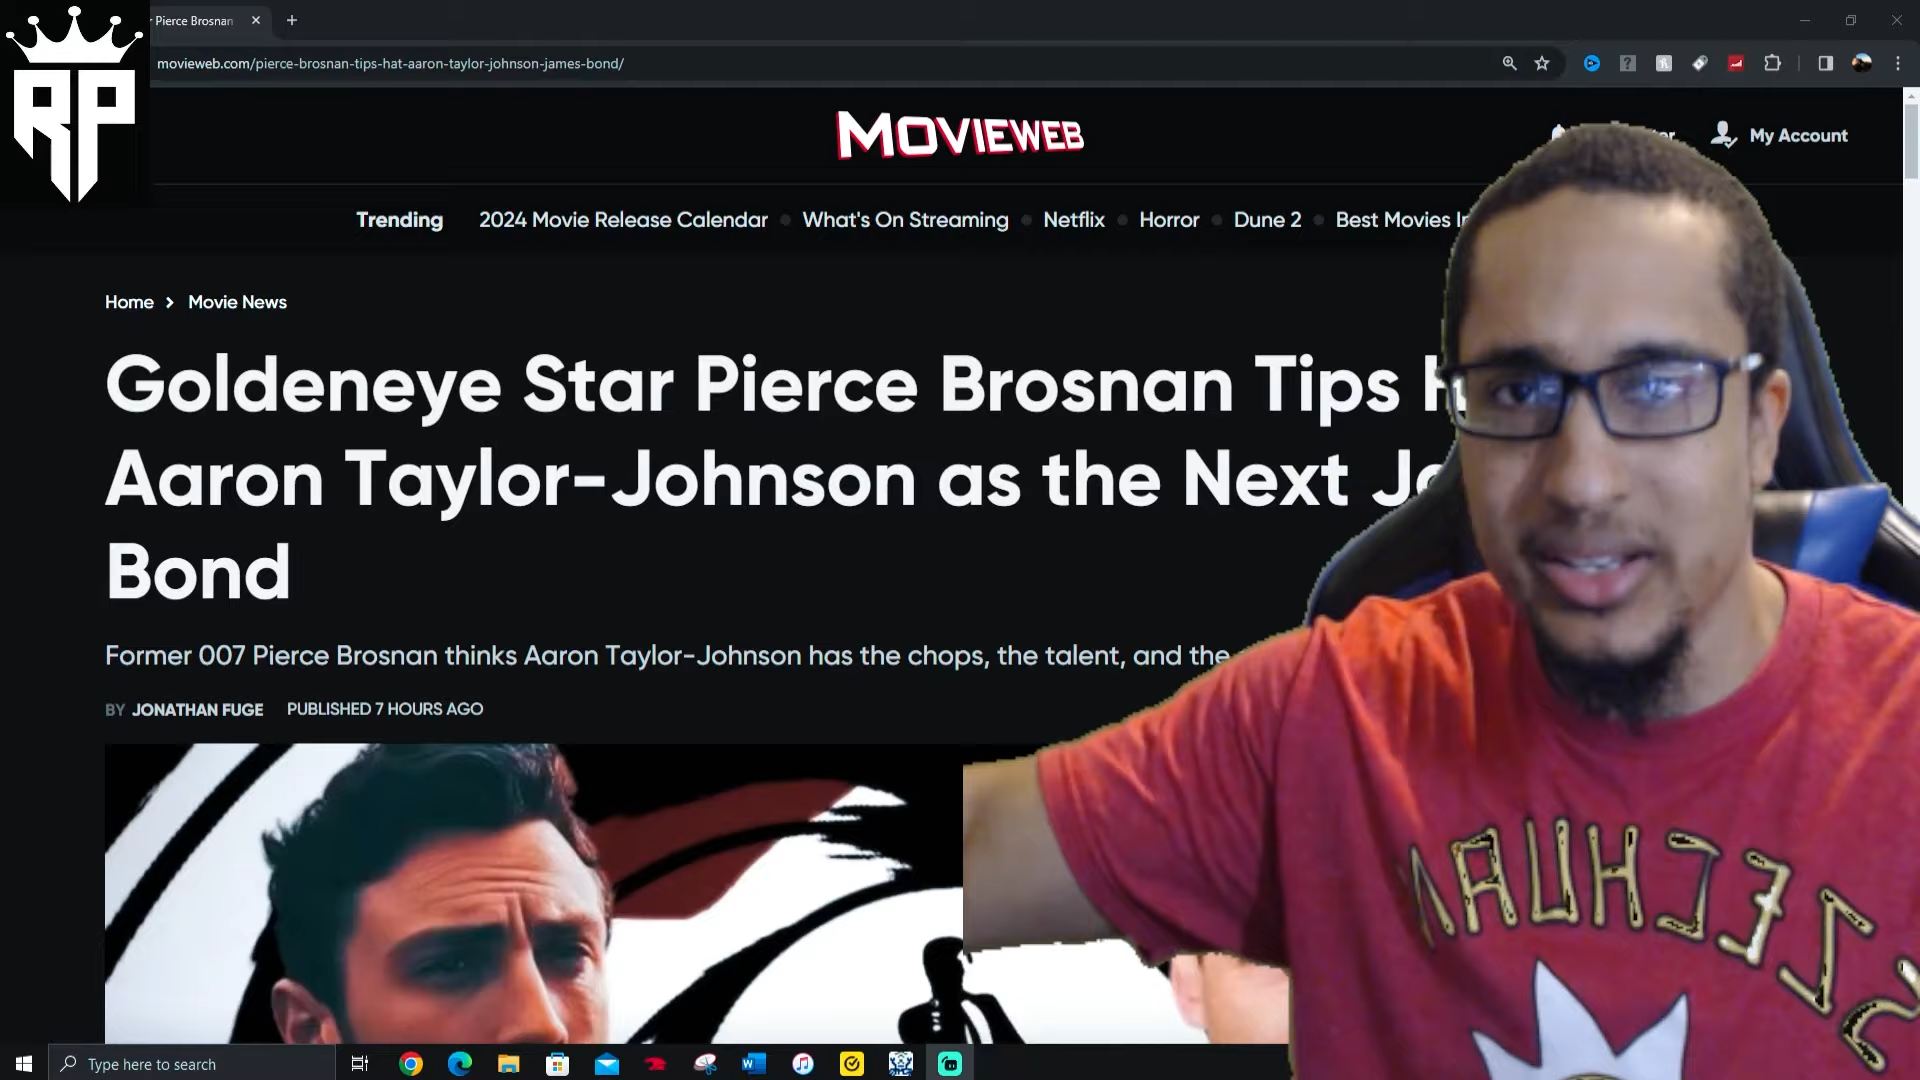 RP
Pierce Brosnan
movieweb.com/pierce-brosnan-tips-hat-aaron-taylor-johnson-james-bond/
MOVIEWEB
My Account
Trending 2024 Movie Release Calendar What's On Streaming Netflix Horror Dune 2 Best Movies
Home > Movie News
Goldeneye Star Pierce Brosnan Tips
Aaron Taylor-Johnson as the Next
Bond
Former 007 Pierce Brosnan thinks Aaron Taylor-Johnson has the chops, the talent, and the
BY JONATHAN FUGE PUBLISHED 7 HOURS AGO
Type here to search